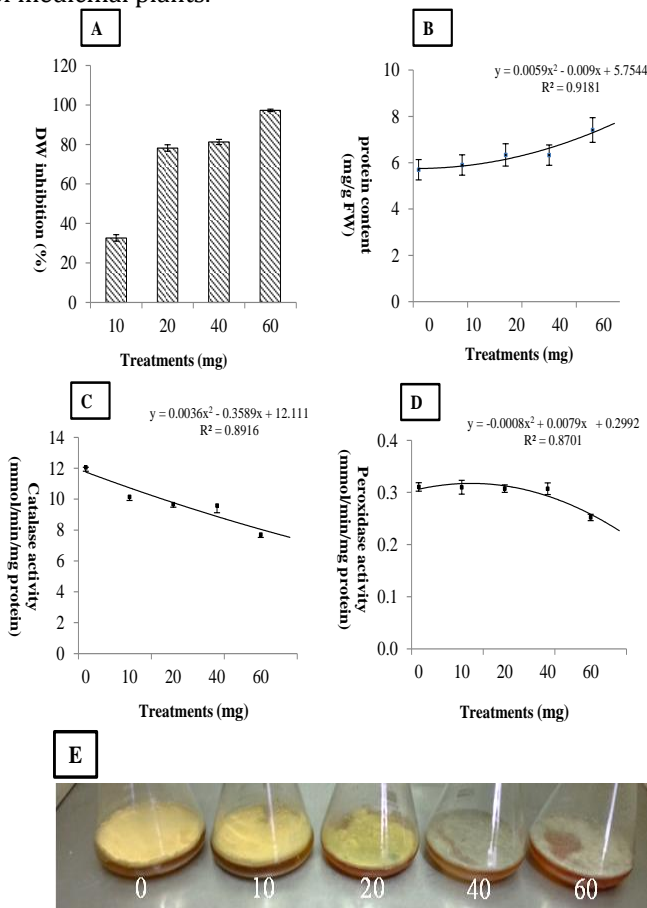 of medicinal plants.
A
120
100
80
60
40
20
0
DW inhibition (%)
10 20 40 60
Treatments (mg)
B
y = 0.0059x² - 0.009x + 5.7544
R² = 0.9181
10
8
6
4
2
0
protein content
(mg/g FW)
0 10 20 40 60
Treatments (mg)
C
y = 0.0036x² - 0.3589x + 12.111
R² = 0.8916
14
12
10
8
6
4
2
0
Catalase activity
(mmol/min/mg protein)
0 10 20 40 60
Treatments (mg)
D
y = -0.0008x² + 0.0079x + 0.2992
R² = 0.8701
0.4
0.3
0.2
0.1
0.0
Peroxidase activity
(mmol/min/mg protein)
0 10 20 40 60
Treatments (mg)
E
0 10 20 40 60